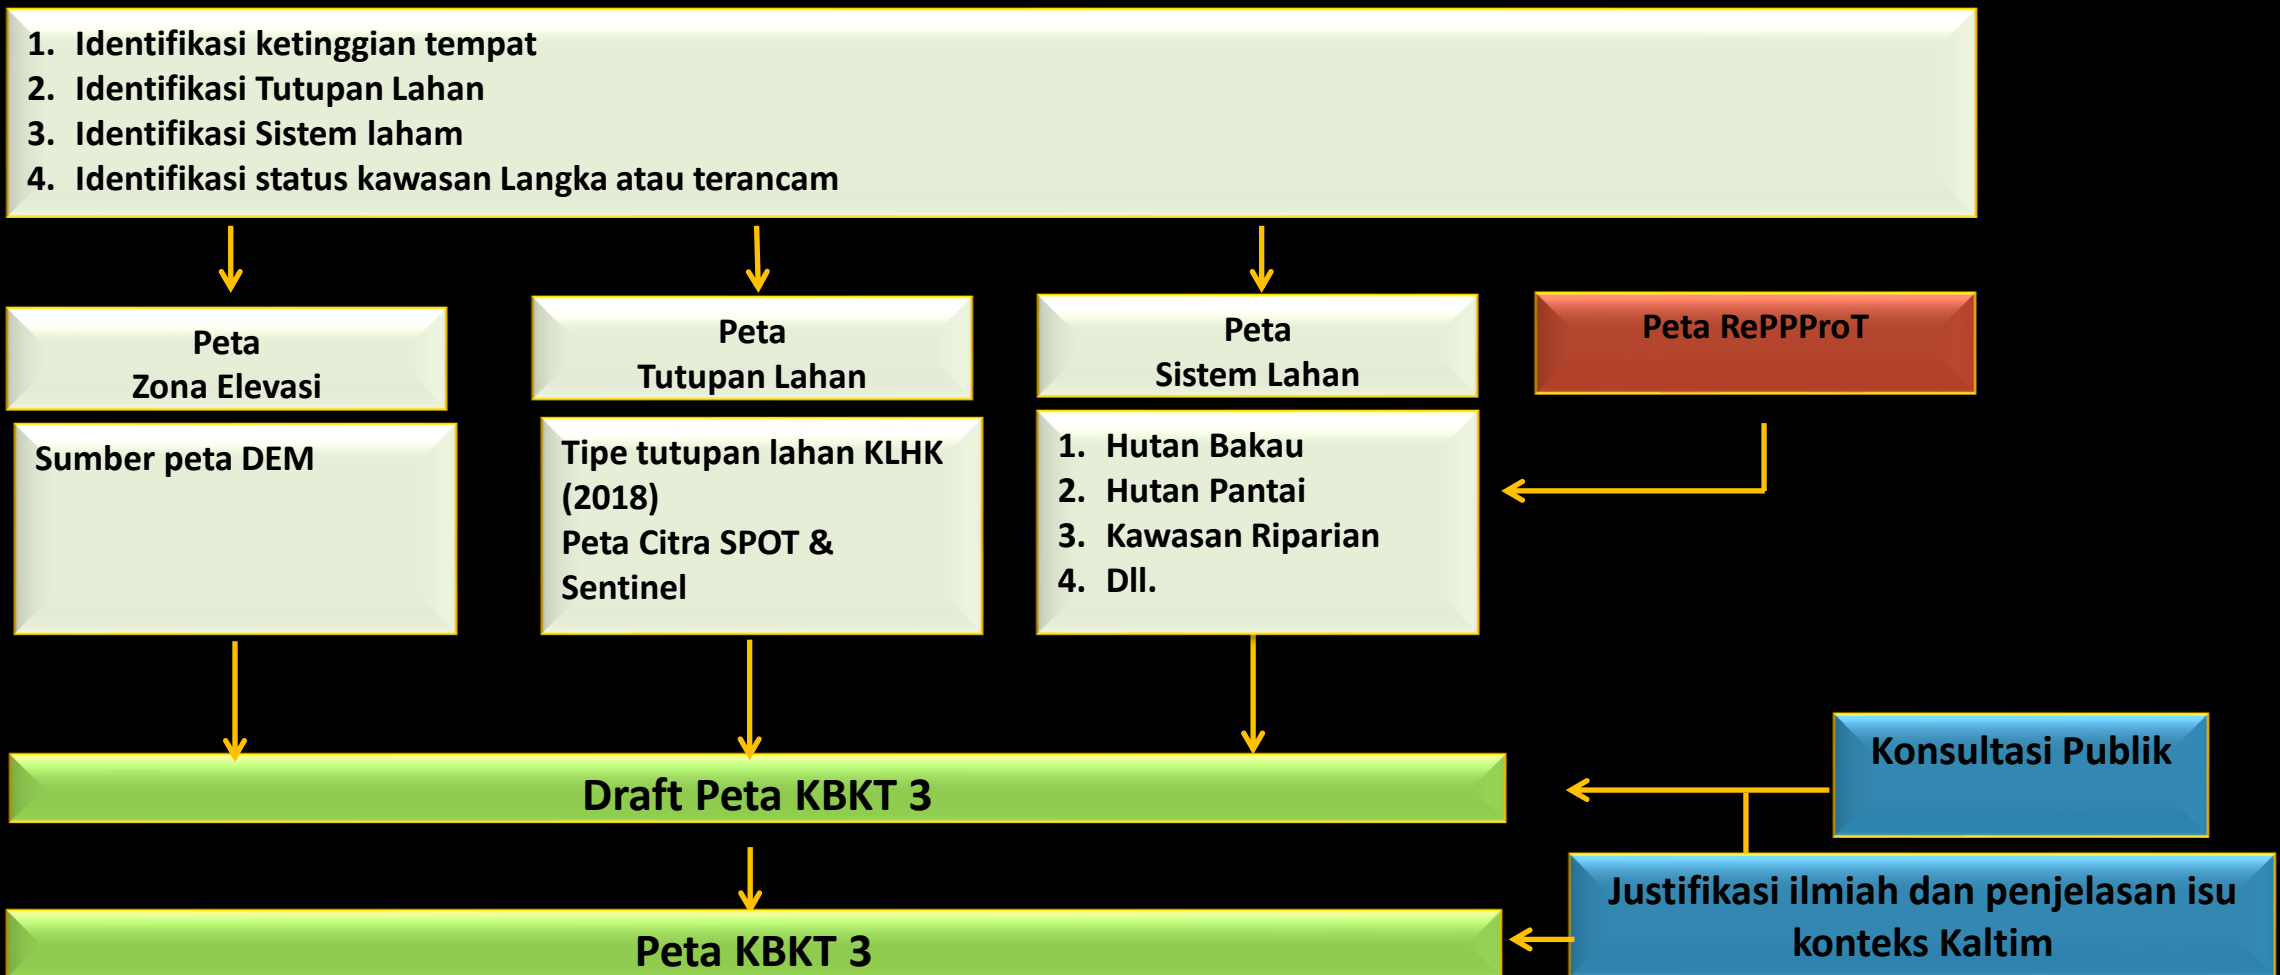 1. Identifikasi ketinggian tempat
2. Identifikasi Tutupan Lahan
3. Identifikasi Sistem laham
4. Identifikasi status kawasan Langka atau terancam
Peta
Zona Elevasi
Peta
Tutupan Lahan
Peta
Sistem Lahan
Peta RePPProT
Sumber peta DEM
Tipe tutupan lahan KLHK
(2018)
Peta Citra SPOT &
Sentinel
1. Hutan Bakau
2. Hutan Pantai
3. Kawasan Riparian
4. Dll.
Draft Peta KBKT 3
Konsultasi Publik
Peta KBKT 3
Justifikasi ilmiah dan penjelasan isu
konteks Kaltim